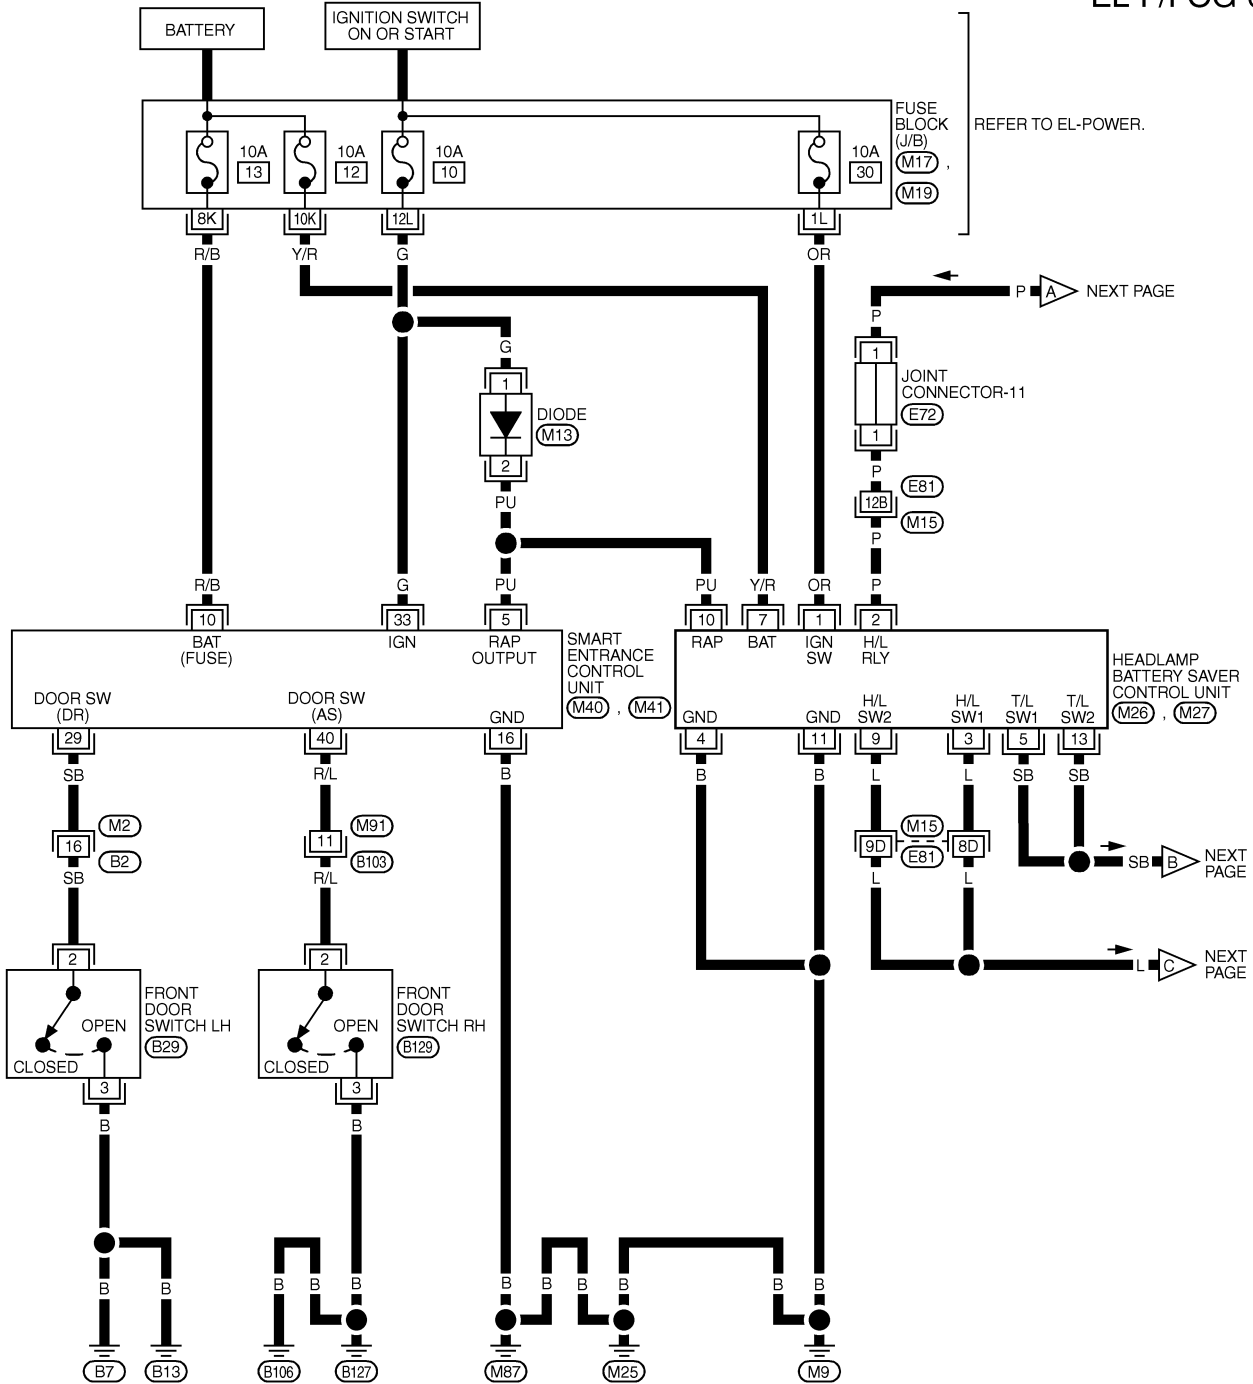 BATTERY
IGNITION SWITCH
ON OR START
FUSE
BLOCK
(J/B)
M17 ,
M19
REFER TO EL-POWER.
10A
13
10A
12
10A
10
10A
30
8K
10K
12L
1L
R/B
Y/R
G
OR
P
A
NEXT PAGE
P
1
JOINT
CONNECTOR-11
E72
1
P
E81
12B
M15
P
G
1
DIODE
M13
2
PU
R/B
G
PU
PU
Y/R
OR
P
10
33
5
10
7
1
2
BAT
(FUSE)
IGN
RAP
OUTPUT
SMART
ENTRANCE
CONTROL
UNIT
M40 , M41
RAP
BAT
IGN
SW
H/L
RLY
HEADLAMP
BATTERY SAVER
CONTROL UNIT
M26 , M27
DOOR SW
(DR)
DOOR SW
(AS)
GND
GND
GND
H/L
SW2
H/L
SW1
T/L
SW1
T/L
SW2
29
40
16
4
11
9
3
5
13
SB
R/L
B
B
B
L
L
SB
SB
M2
16
B2
SB
M91
11
B103
R/L
M15
9D
8D
E81
L
L
SB
B
NEXT
PAGE
L
C
NEXT
PAGE
2
FRONT
DOOR
SWITCH LH
B29
OPEN
CLOSED
3
B
2
FRONT
DOOR
SWITCH RH
B129
OPEN
CLOSED
3
B
B
B
B
B
B
B
B
B
B
B
B
B7
B13
B106
B127
M87
M25
M9